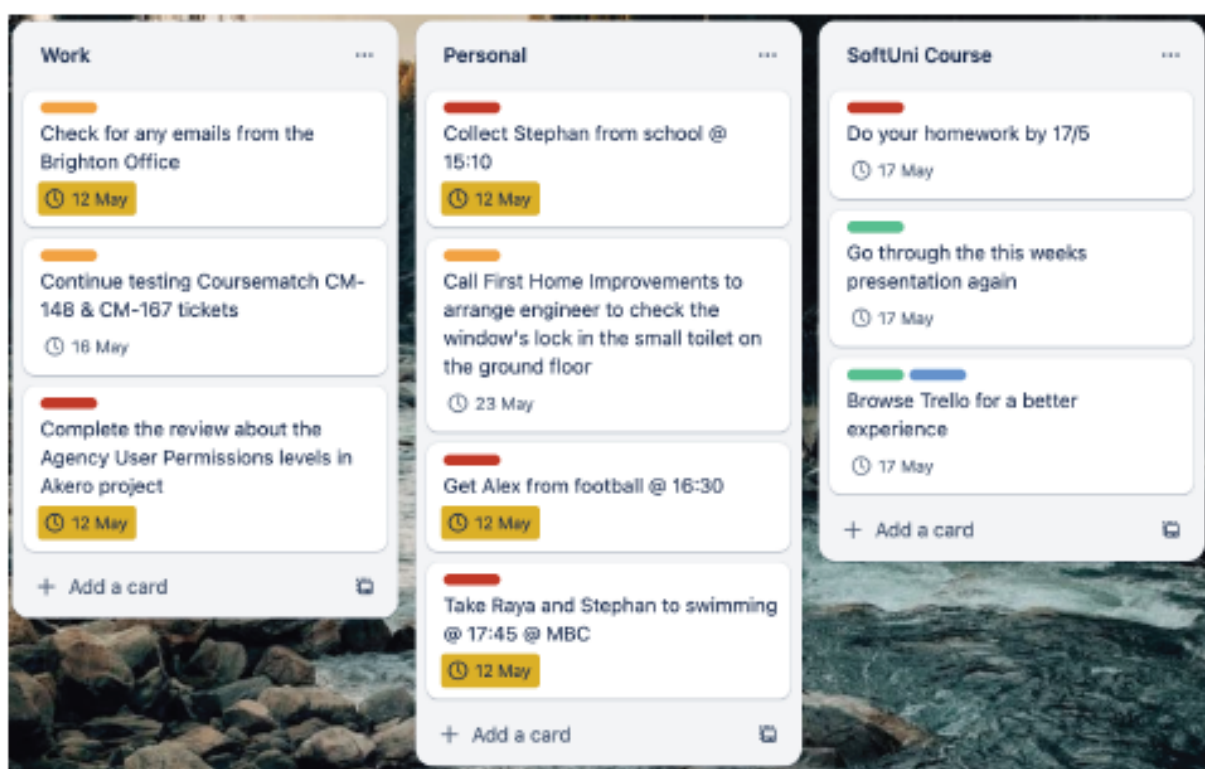 Work
Check for any emails from the
Brighton Office
12 May
Continue testing Coursematch CM-
148 & CM-167 tickets
16 May
Complete the review about the
Agency User Permissions levels in
Akero project
12 May
+ Add a card
Personal
Collect Stephan from school @
15:10
12 May
Call First Home Improvements to
arrange engineer to check the
window's lock in the small toilet on
the ground floor
23 May
Get Alex from football @ 16:30
12 May
Take Raya and Stephan to swimming
@ 17:45 @ MBC
12 May
+ Add a card
SoftUni Course
Do your homework by 17/5
17 May
Go through the this weeks
presentation again
17 May
Browse Trello for a better
experience
17 May
+ Add a card